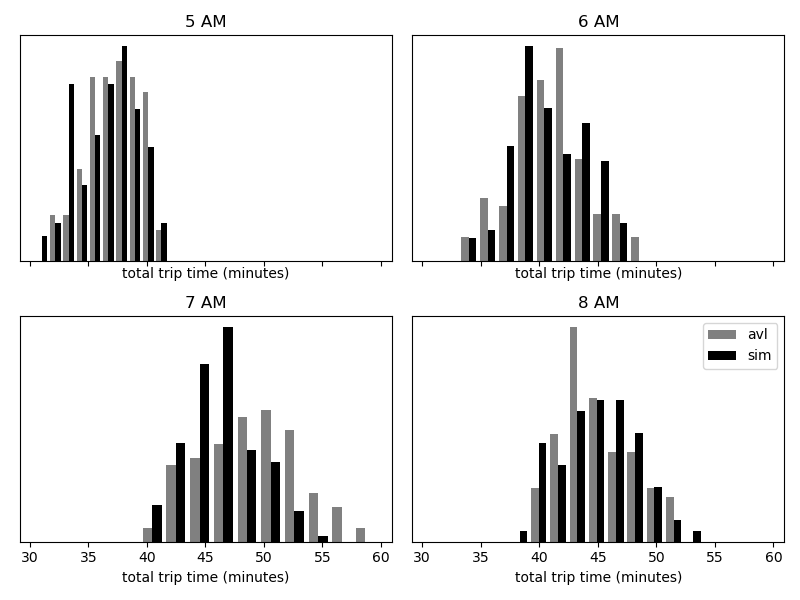 5 AM
6 AM
total trip time (minutes)
total trip time (minutes)
7 AM
8 AM
avl
sim
30 35 40 45 50 55 60
30 35 40 45 50 55 60
total trip time (minutes)
total trip time (minutes)